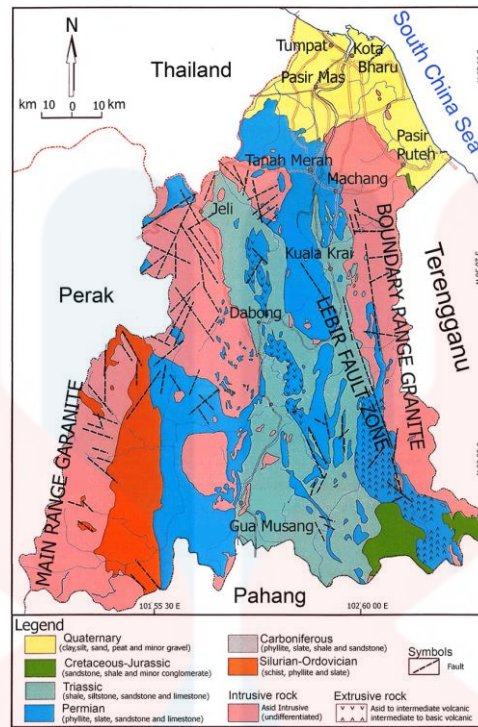 N
km 10 0 10 km
Thailand
South China Sea
Tumpat
Kota
Bharu
Pasir Mas
Pasir
Puteh
Tanah Merah
Machang
Jeli
Kuala Krai
Terengganu
Perak
Dabong
BOUNDARY RANGE GRANITE
LEBIR FAULT ZONE
MAIN RANGE GARANITE
Gua Musang
Pahang
101 55 30 E
102 60 00 E
Legend
Quaternary
(clay,silt, sand, peat and minor gravel)
Cretaceous-Jurassic
(sandstone, shale and minor conglomerate)
Triassic
(shale, siltstone, sandstone and limestone)
Permian
(phyllite, slate, sandstone and limestone)
Carboniferous
(phyllite, slate, shale and sandstone)
Silurian-Ordovician
(schist, phyllite and slate)
Intrusive rock
Asid Intrusive
(undifferentiated)
Symbols
Fault
Extrusive rock
Asid to intermediate volcanic
intermediate to basic volcanic